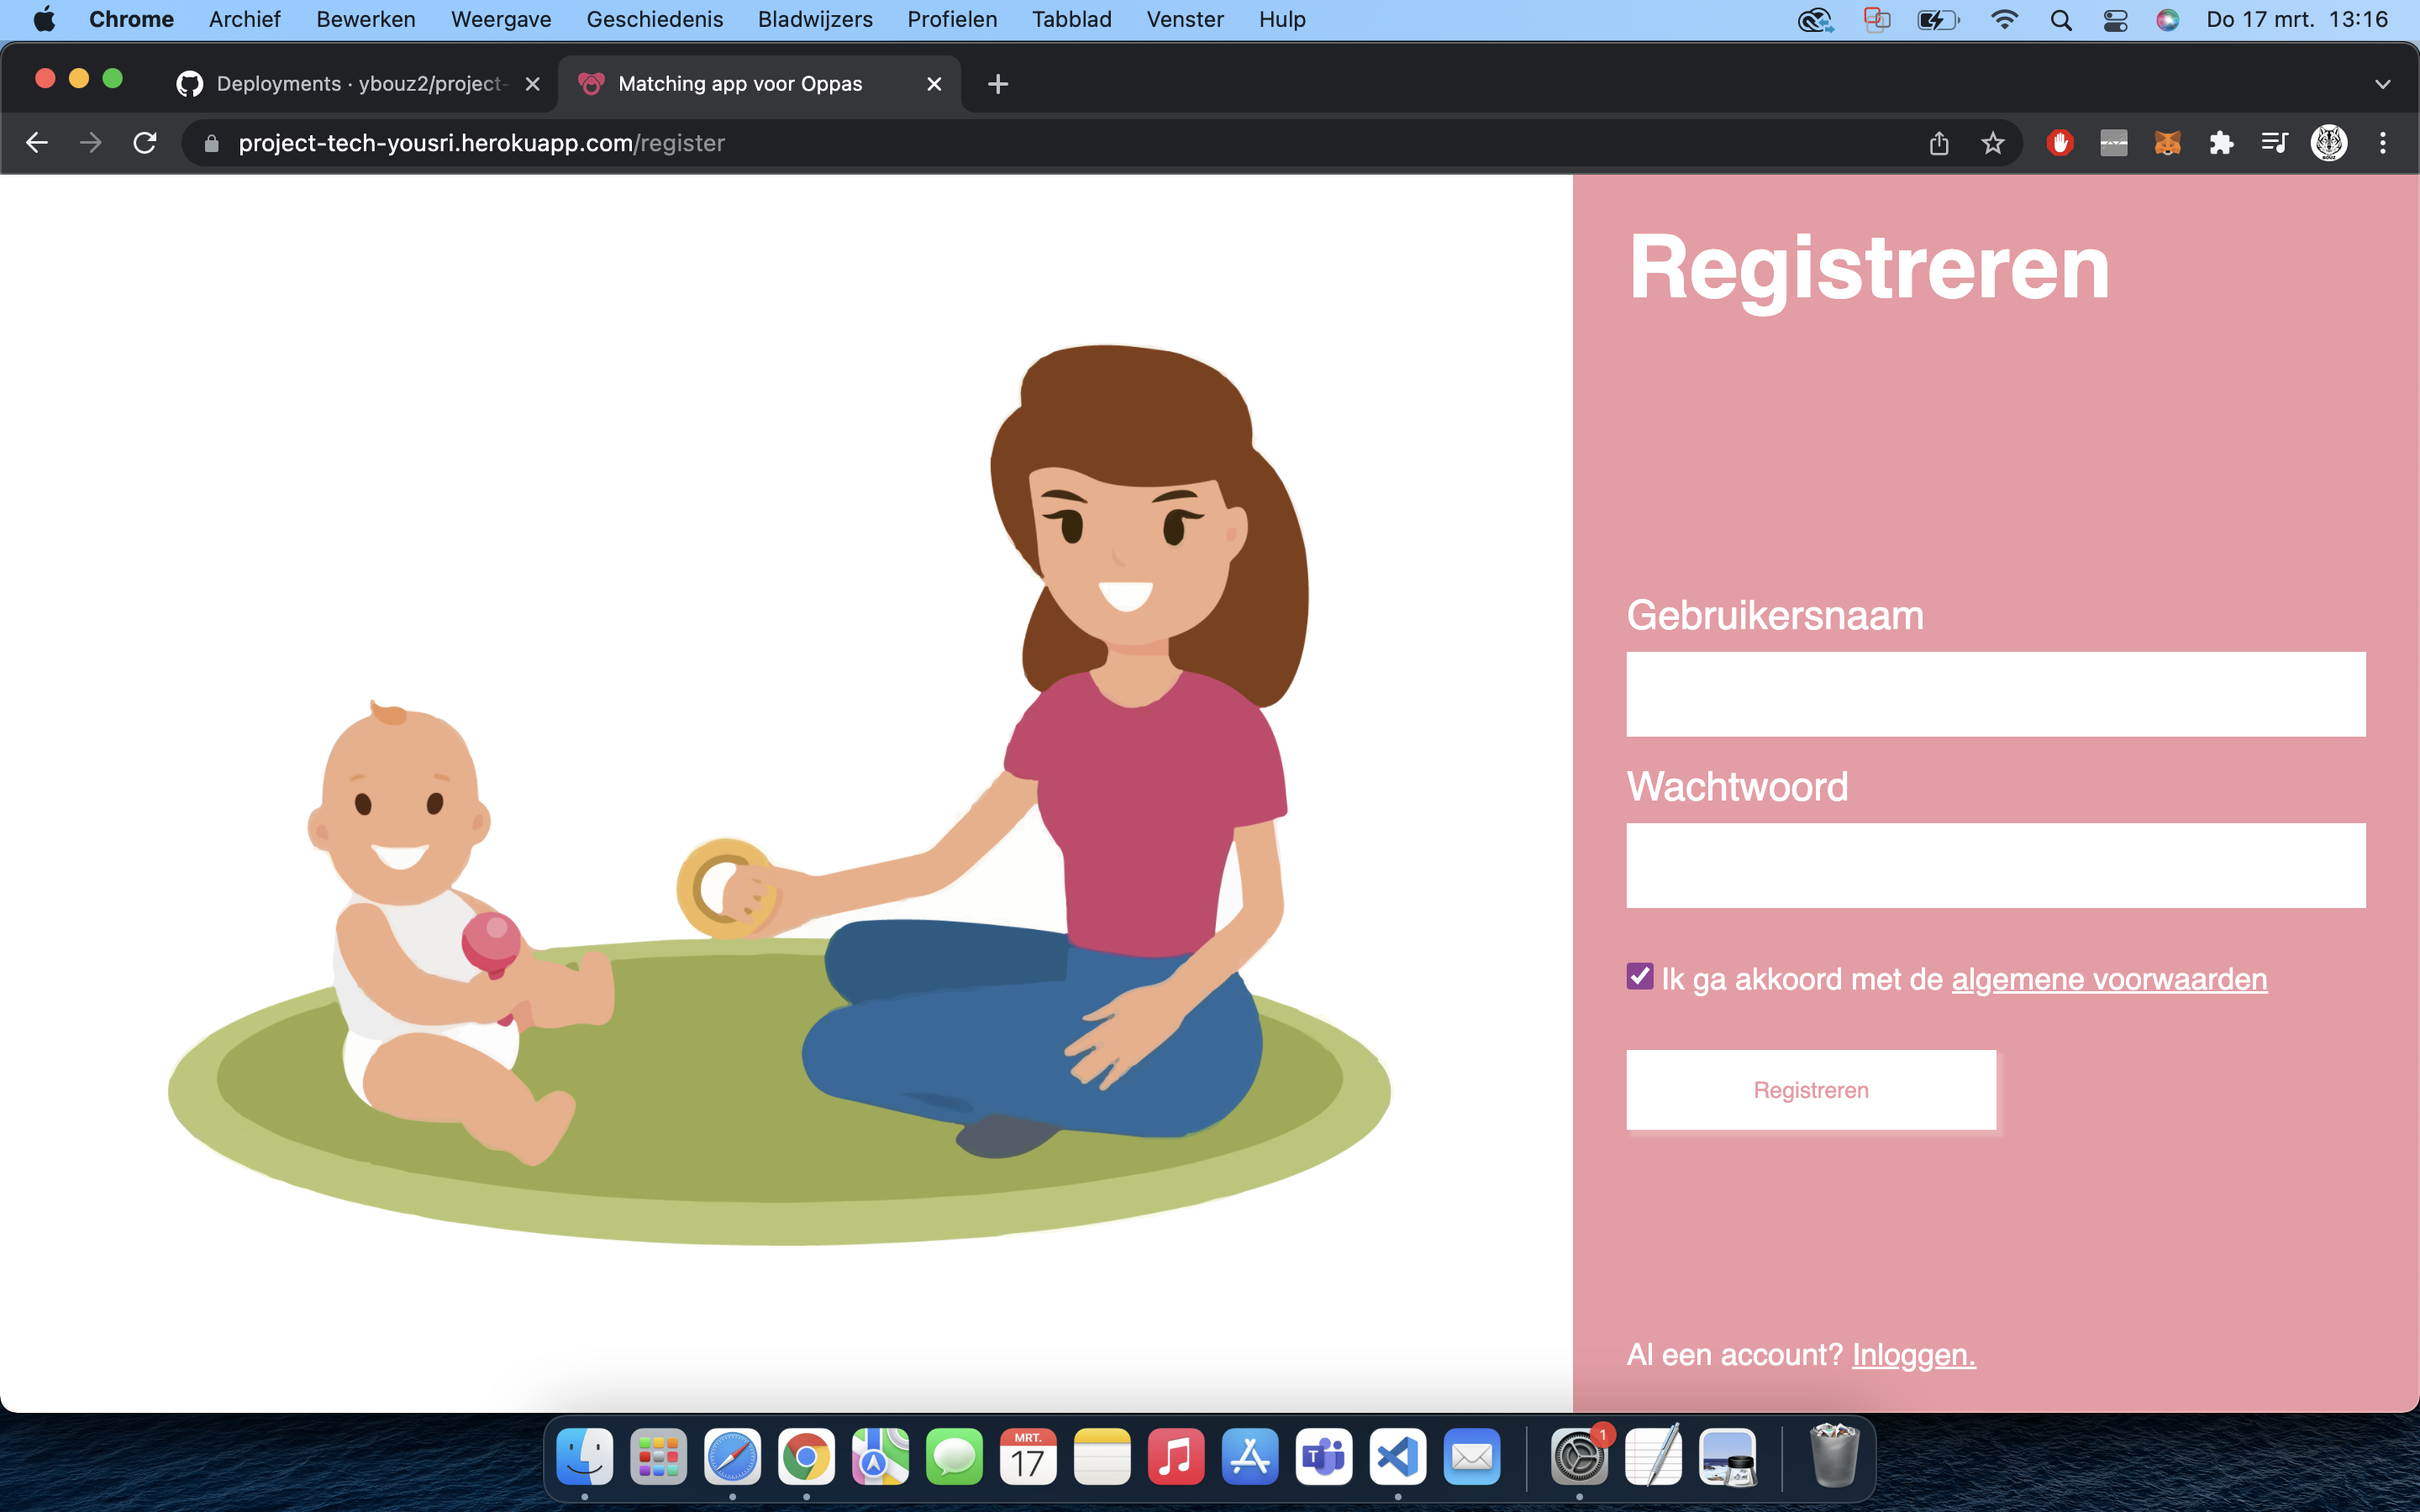 Chrome Archief Bewerken Weergave Geschiedenis Bladwijzers Profielen Tabblad Venster Hulp Do 17 mrt. 13:16
Deployments · ybouz2/project- Matching app voor Oppas
project-tech-yousri.herokuapp.com/register
Registreren
Gebruikersnaam
Wachtwoord
Ik ga akkoord met de algemene voorwaarden
Registreren
Al een account? Inloggen.
MRT.
17
T
1